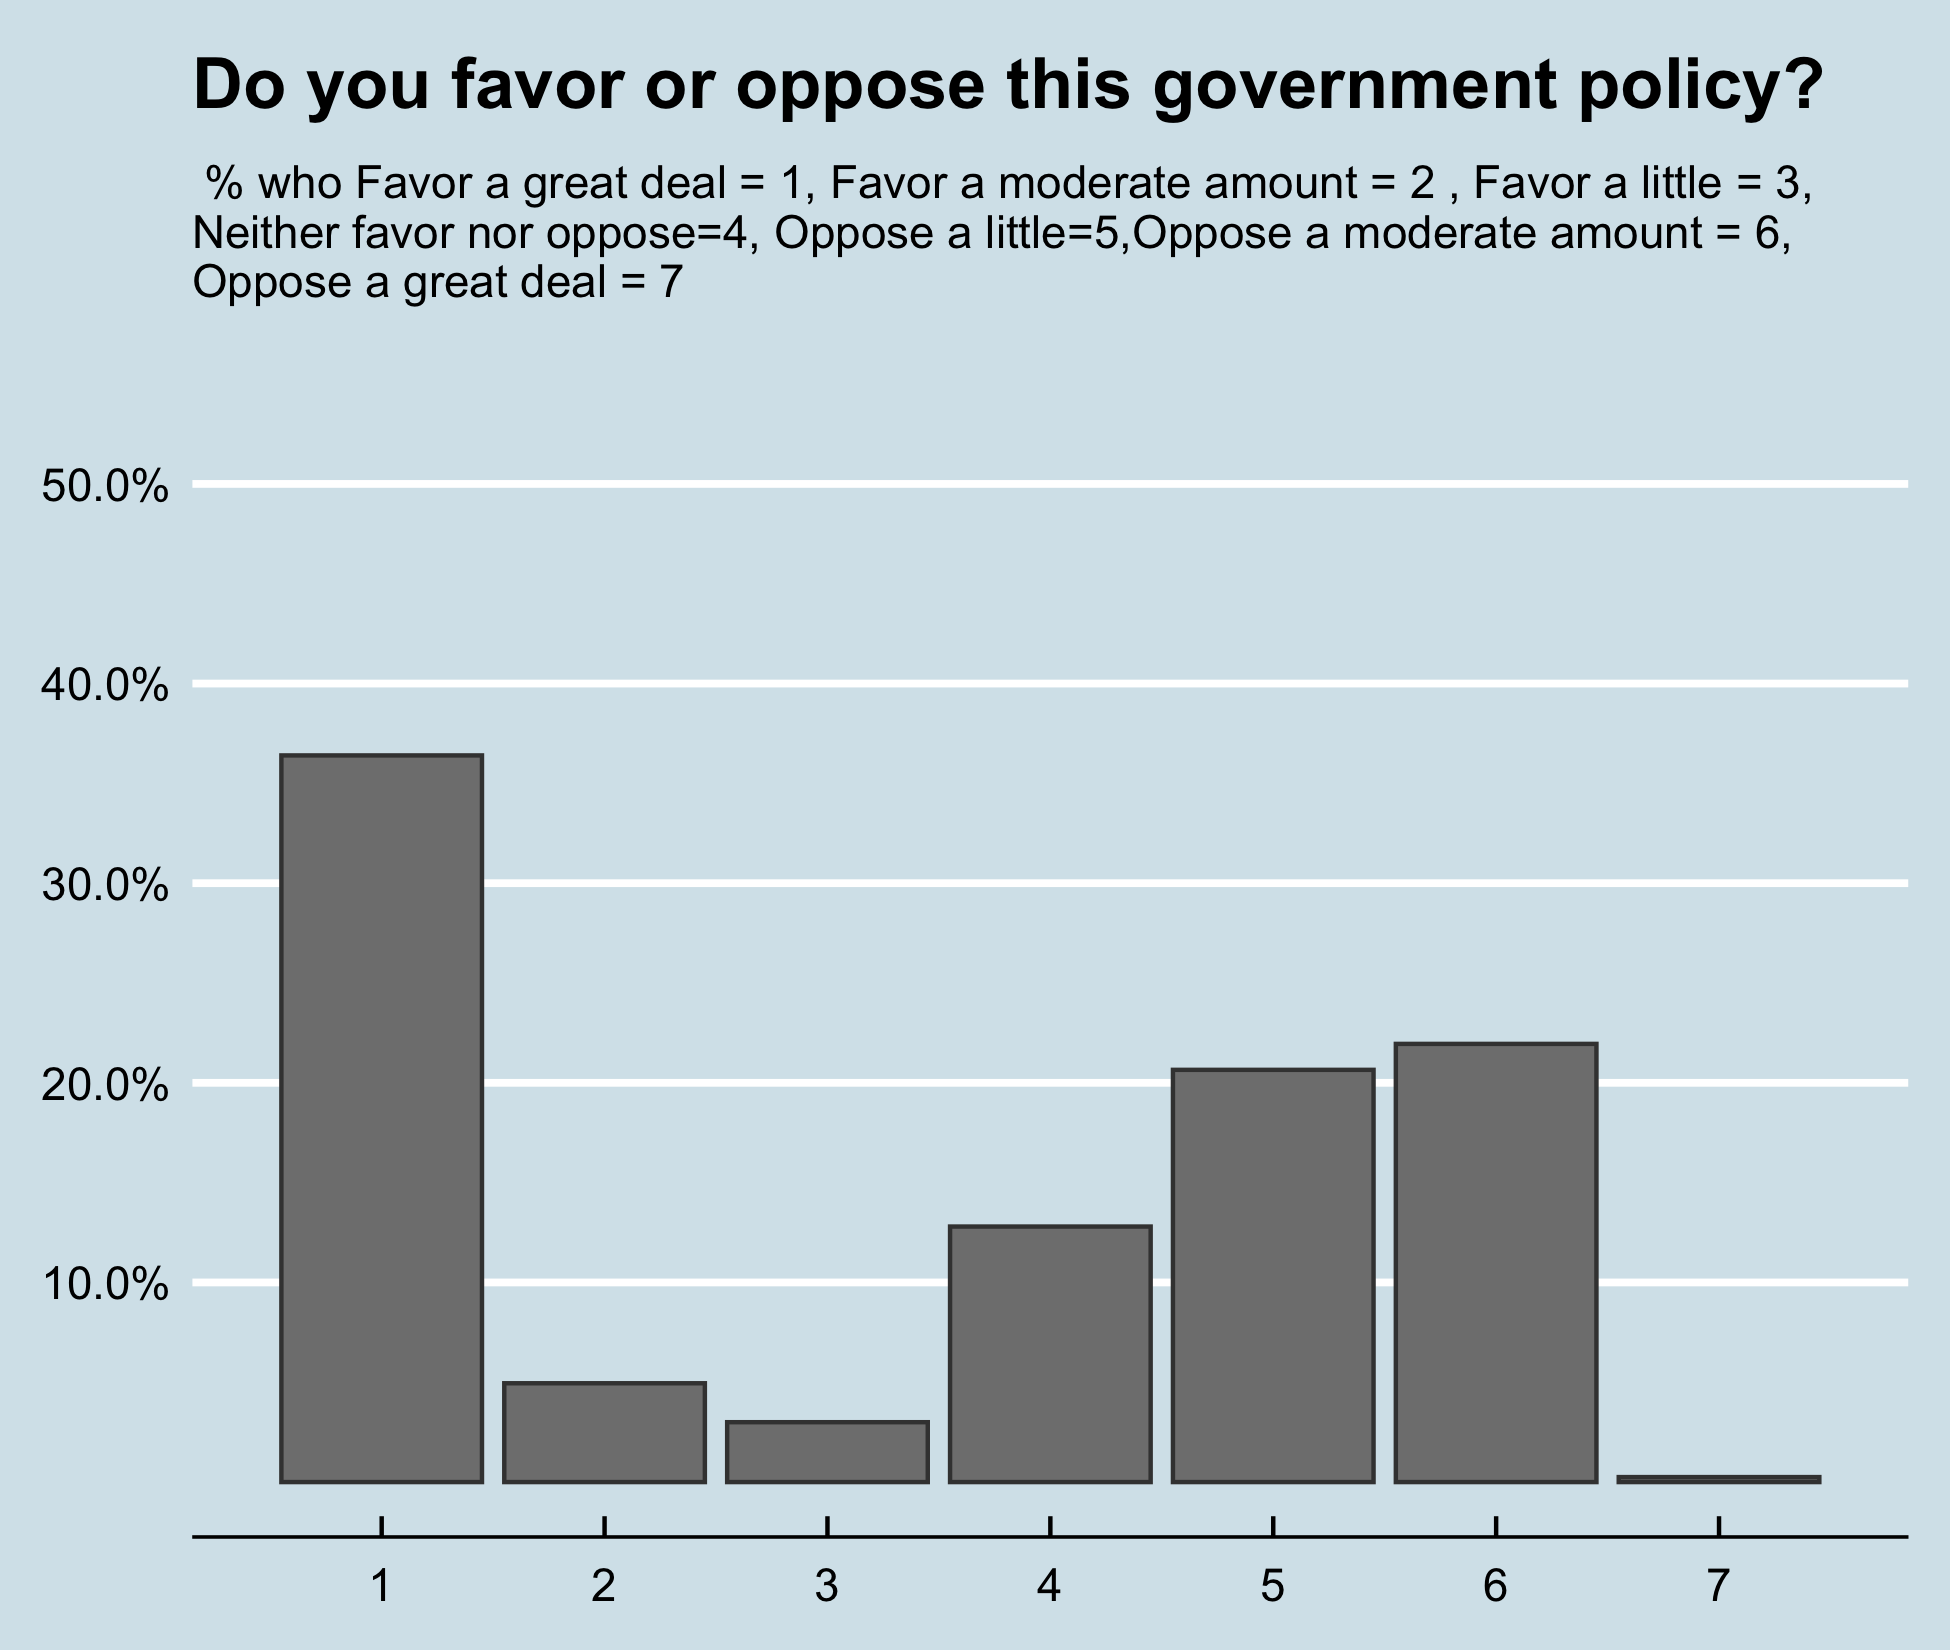 Do you favor or oppose this government policy?
% who Favor a great deal = 1, Favor a moderate amount = 2 , Favor a little = 3,
Neither favor nor oppose=4, Oppose a little=5,Oppose a moderate amount = 6,
Oppose a great deal = 7
50.0%
40.0%
30.0%
20.0%
10.0%
1 2 3 4 5 6 7